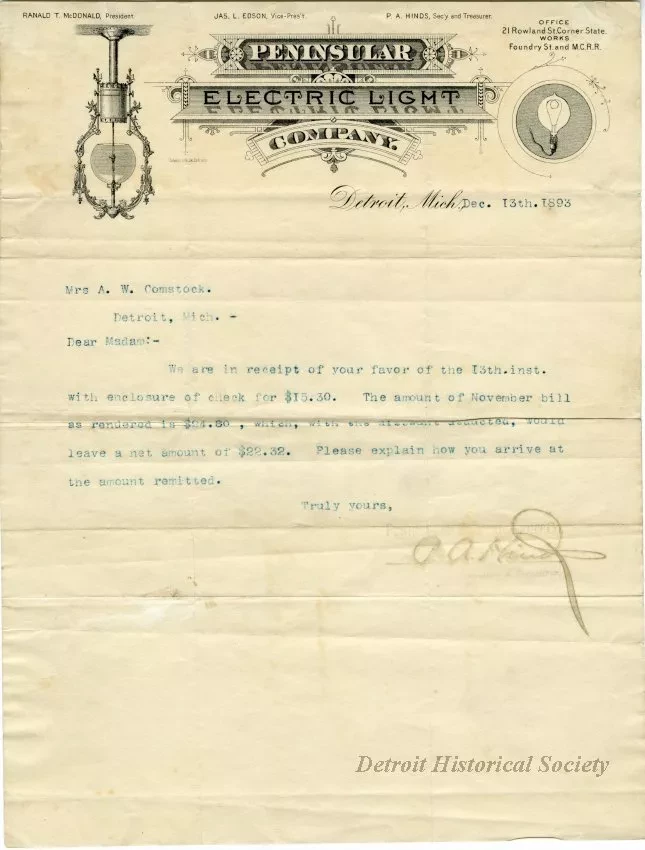 RANALD T. McDONALD, President.
JAS. L. EDSON, Vice-Pres't.
P. A. HINDS, Sec'y and Treasurer.
OFFICE
21 Rowland St. Corner State.
WORKS
Foundry St. and M.C.R.R.
PENINSULAR
ELECTRIC LIGHT
COMPANY.
Detroit, Mich., Dec. 13th. 1893
Mrs A. W. Comstock.
Detroit, Mich. -
Dear Madam:-
We are in receipt of your favor of the 13th.inst.
with enclosure of check for $15.30. The amount of November bill
as rendered is $24.80 , which, with the discount deducted, would
leave a net amount of $22.32. Please explain how you arrive at
the amount remitted.
Truly yours,
P. A. Hinds
Detroit Historical Society